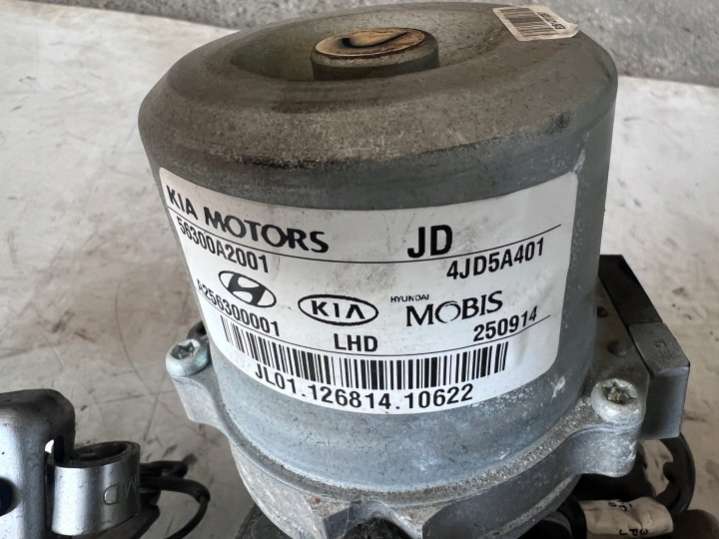 KIA MOTORS JD
56300A2001 4JD5A401
KIA HYUNDAI MOBIS
A256300001 LHD 250914
JL01.126814.10622